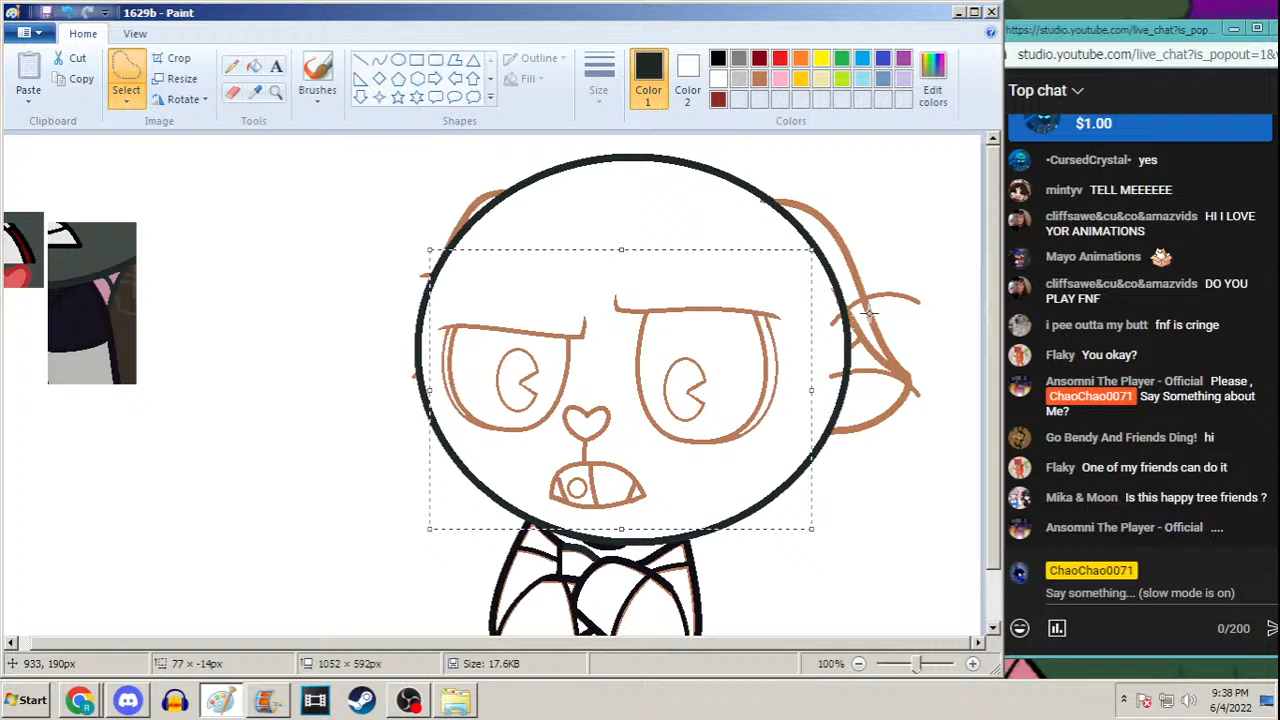 1629b - Paint
https://studio.youtube.com/live_chat?is_pop...
Home
View
studio.youtube.com/live_chat?is_popout=1&
Paste
Cut
Copy
Clipboard
Select
Crop
Resize
Rotate
Image
Tools
Brushes
Outline
Fill
Shapes
Size
Color
1
Color
2
Edit
colors
Colors
Top chat
$1.00
•CursedCrystal• yes
mintyv TELL MEEEEEE
cliffsawe&cu&co&amazvids HI I LOVE
YOR ANIMATIONS
Mayo Animations
cliffsawe&cu&co&amazvids DO YOU
PLAY FNF
i pee outta my butt fnf is cringe
Flaky You okay?
Ansomni The Player - Official Please ,
ChaoChao0071 Say Something about
Me?
Go Bendy And Friends Ding! hi
Flaky One of my friends can do it
Mika & Moon Is this happy tree friends ?
Ansomni The Player - Official ....
ChaoChao0071
Say something... (slow mode is on)
0/200
933, 190px
77 × -14px
1052 × 592px
Size: 17.6KB
100%
Start
9:38 PM
6/4/2022